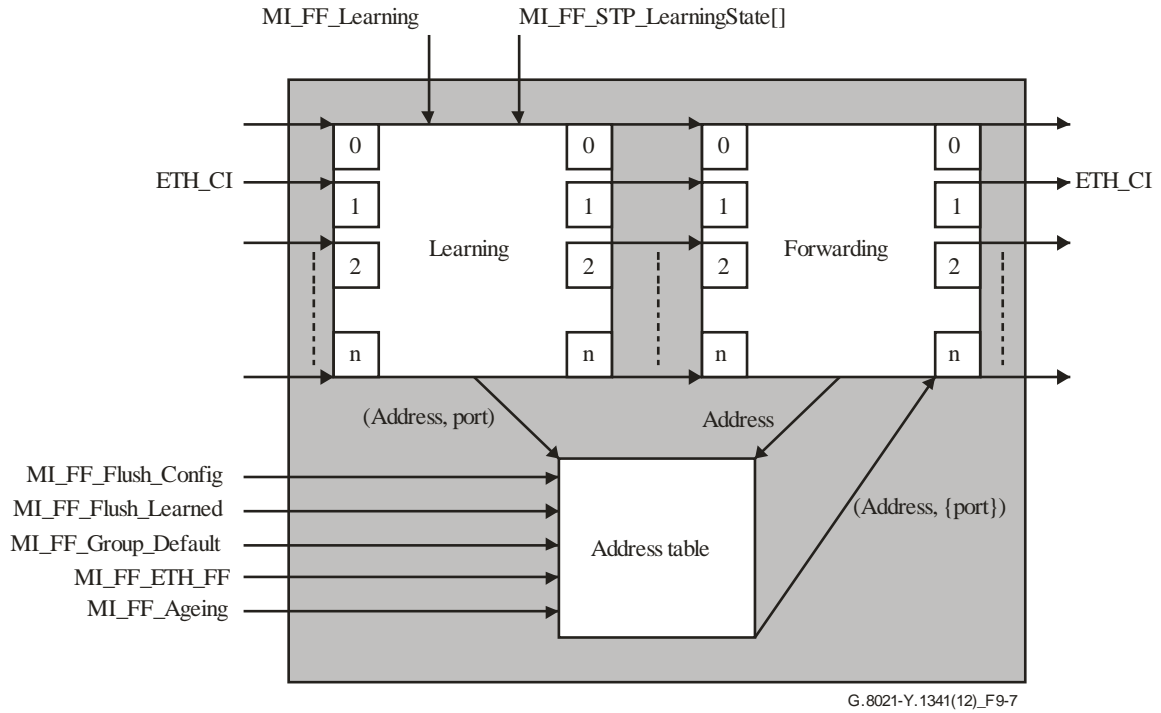 MI_FF_Learning
MI_FF_STP_LearningState[]
0 0 0 0
ETH_CI
ETH_CI
1 1 1 1
Learning
Forwarding
2 2 2 2
n n n n
(Address, port)
Address
MI_FF_Flush_Config
MI_FF_Flush_Learned
(Address, {port})
MI_FF_Group_Default
Address table
MI_FF_ETH_FF
MI_FF_Ageing
G.8021-Y.1341(12)_F9-7